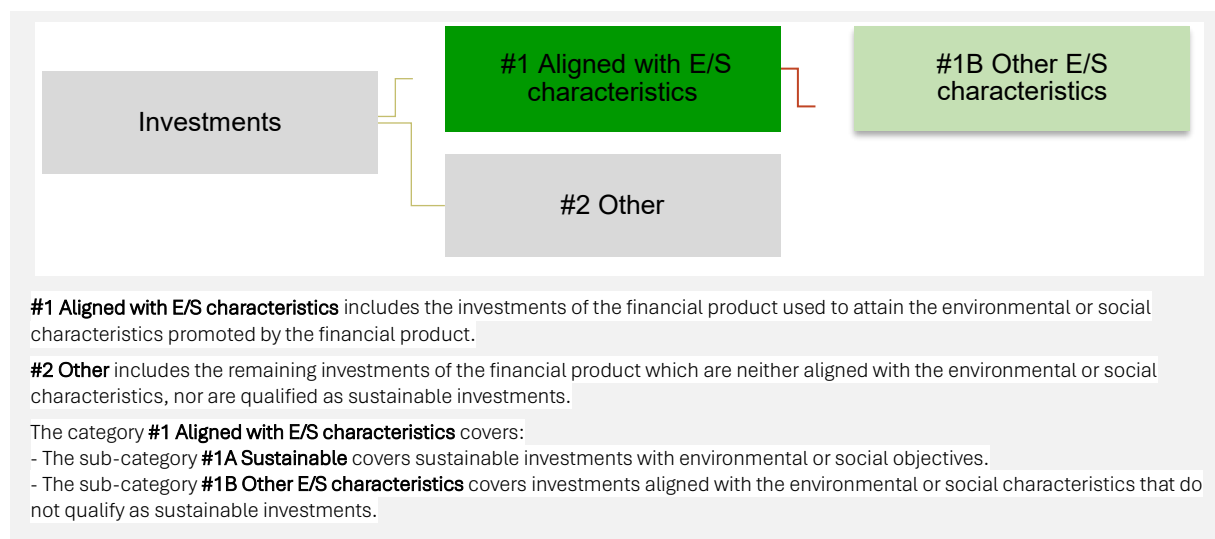 #1 Aligned with E/S
characteristics
#1B Other E/S
characteristics
Investments
#2 Other
#1 Aligned with E/S characteristics includes the investments of the financial product used to attain the environmental or social
characteristics promoted by the financial product.
#2 Other includes the remaining investments of the financial product which are neither aligned with the environmental or social
characteristics, nor are qualified as sustainable investments.
The category #1 Aligned with E/S characteristics covers:
- The sub-category #1A Sustainable covers sustainable investments with environmental or social objectives.
- The sub-category #1B Other E/S characteristics covers investments aligned with the environmental or social characteristics that do
not qualify as sustainable investments.